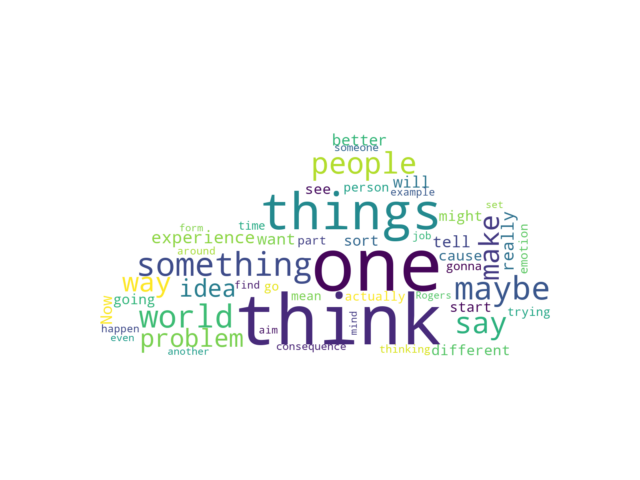 better
someone
people
see person will
example
things
set
form
time
might
experience want part sort job tell
around
cause
make
really
emotion
something one
gonna
way idea find go
mean actually Rogers
maybe
Now
going
world
think
start
trying
say
happen
even
problem
aim
mind
another
consequence
thinking different